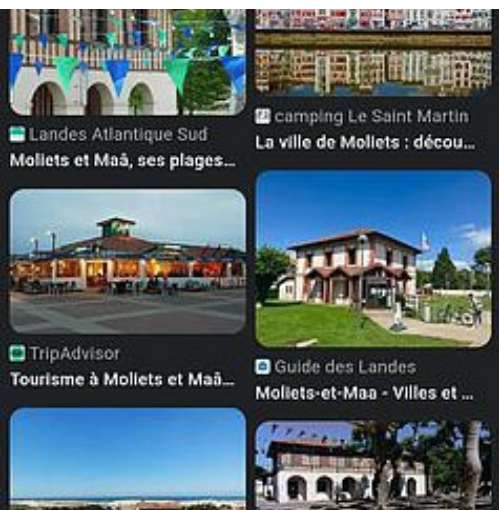 Landes Atlantique Sud
Moliets et Maâ, ses plages...
camping Le Saint Martin
La ville de Moliets : décou...
TripAdvisor
Tourisme à Moliets et Maâ...
Guide des Landes
Moliets-et-Maa - Villes et ...